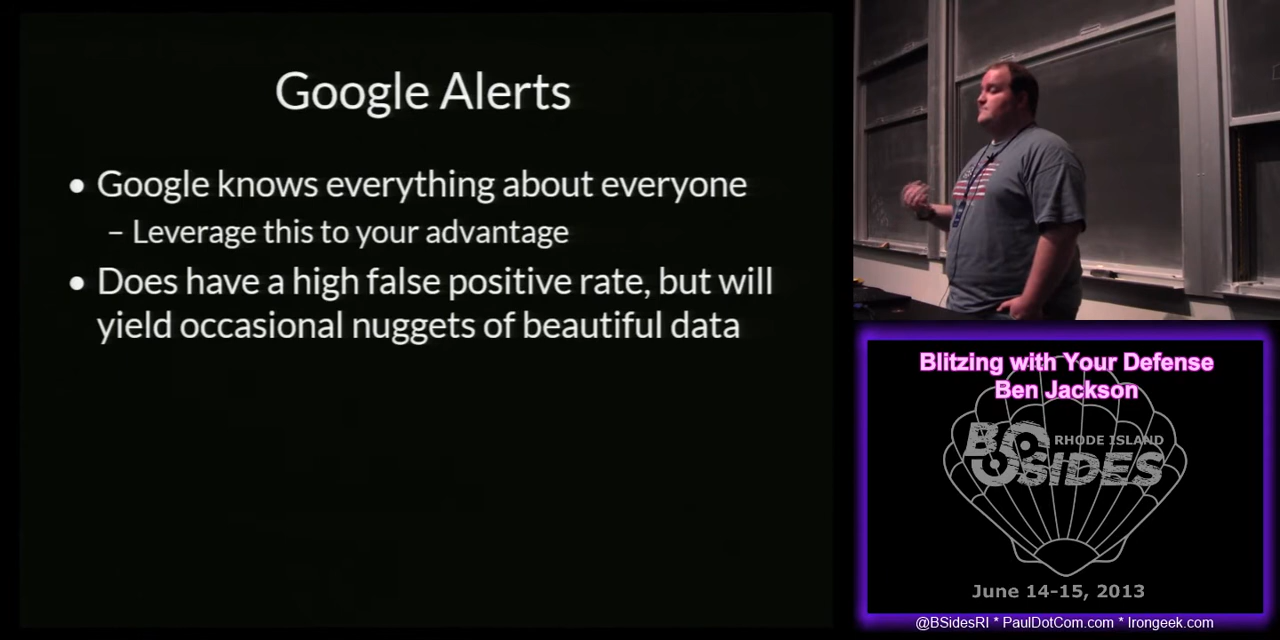 Google Alerts
• Google knows everything about everyone
– Leverage this to your advantage
• Does have a high false positive rate, but will
yield occasional nuggets of beautiful data
Blitzing with Your Defense
Ben Jackson
BSIDES RHODE ISLAND
June 14-15, 2013
@BSidesRI * PaulDotCom.com * Irongeek.com